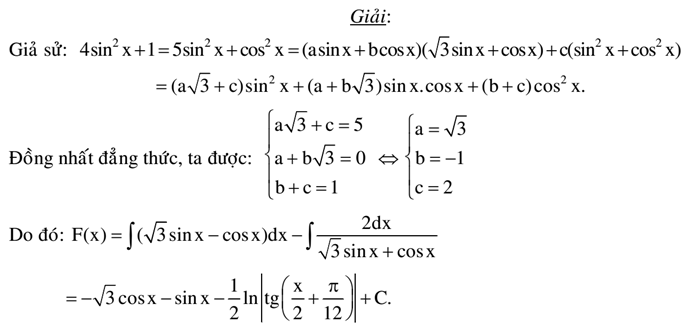 Giải:
Giả sử: 4sin²x+1=5sin²x+cos²x=(asinx+bcosx)(√3sinx+cosx)+c(sin²x+cos²x)
=(a√3+c)sin²x+(a+b√3)sinx.cosx+(b+c)cos²x.
Đồng nhất đẳng thức, ta được: { a√3+c=5 ; a+b√3=0 ; b+c=1 ⇔ { a=√3 ; b=−1 ; c=2
Do đó: F(x)=∫(√3sinx−cosx)dx−∫ 2dx/(√3sinx+cosx)
=−√3cosx−sinx−1/2 ln|tg(x/2+π/12)|+C.